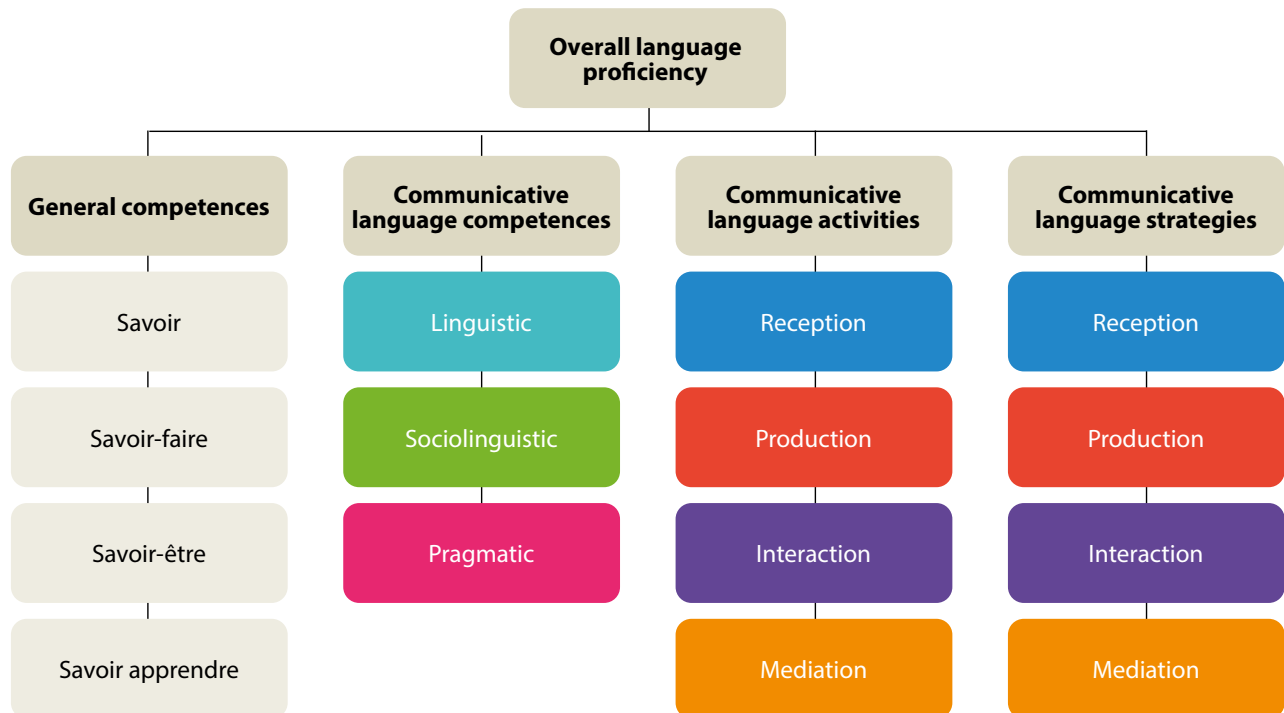 Overall language
proficiency
General competences
Communicative
language competences
Communicative
language activities
Communicative
language strategies
Savoir
Linguistic
Reception
Reception
Savoir-faire
Sociolinguistic
Production
Production
Savoir-être
Pragmatic
Interaction
Interaction
Savoir apprendre
Mediation
Mediation